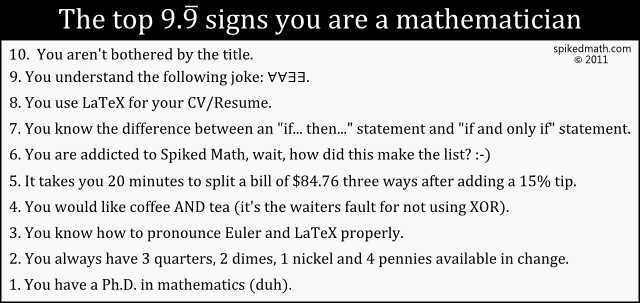 The top 9.9̅ signs you are a mathematician
spikedmath.com
© 2011
10. You aren't bothered by the title.
9. You understand the following joke: ∀∀∃∃.
8. You use LaTeX for your CV/Resume.
7. You know the difference between an "if... then..." statement and "if and only if" statement.
6. You are addicted to Spiked Math, wait, how did this make the list? :-)
5. It takes you 20 minutes to split a bill of $84.76 three ways after adding a 15% tip.
4. You would like coffee AND tea (it's the waiters fault for not using XOR).
3. You know how to pronounce Euler and LaTeX properly.
2. You always have 3 quarters, 2 dimes, 1 nickel and 4 pennies available in change.
1. You have a Ph.D. in mathematics (duh).